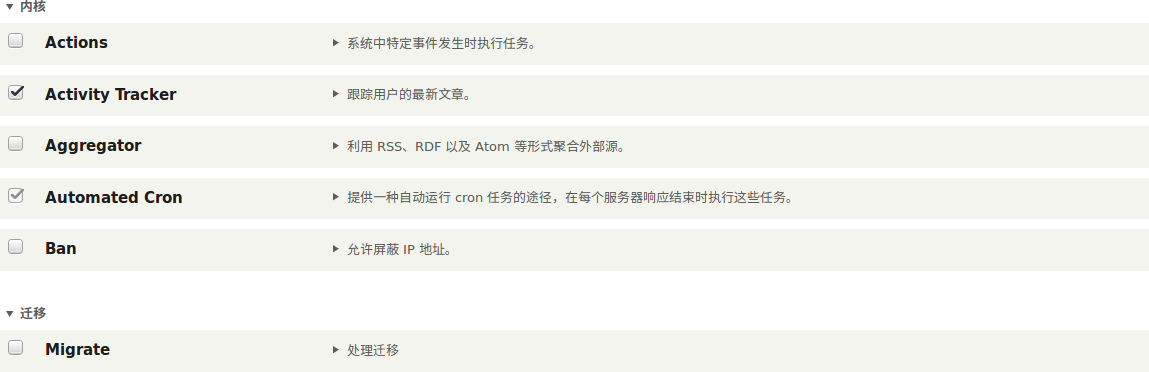 内核
Actions 系统中特定事件发生时执行任务。
Activity Tracker 跟踪用户的最新文章。
Aggregator 利用 RSS、RDF 以及 Atom 等形式聚合外部源。
Automated Cron 提供一种自动运行 cron 任务的途径，在每个服务器响应结束时执行这些任务。
Ban 允许屏蔽 IP 地址。
迁移
Migrate 处理迁移